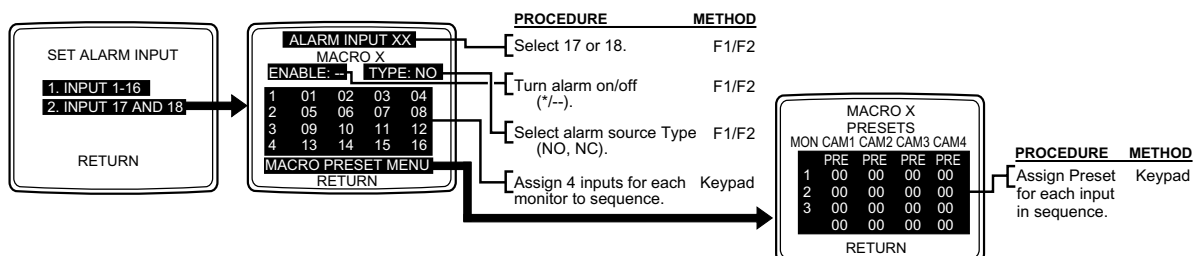 SET ALARM INPUT
1. INPUT 1-16
2. INPUT 17 AND 18
RETURN
ALARM INPUT XX
MACRO X
ENABLE: -- TYPE: NO
1 01 02 03 04
2 05 06 07 08
3 09 10 11 12
4 13 14 15 16
MACRO PRESET MENU
RETURN
PROCEDURE METHOD
Select 17 or 18. F1/F2
Turn alarm on/off F1/F2
(*/--).
Select alarm source Type F1/F2
(NO, NC).
Assign 4 inputs for each Keypad
monitor to sequence.
MACRO X
PRESETS
MON CAM1 CAM2 CAM3 CAM4
PRE PRE PRE PRE
1 00 00 00 00
2 00 00 00 00
3 00 00 00 00
00 00 00 00
RETURN
PROCEDURE METHOD
Assign Preset Keypad
for each input
in sequence.